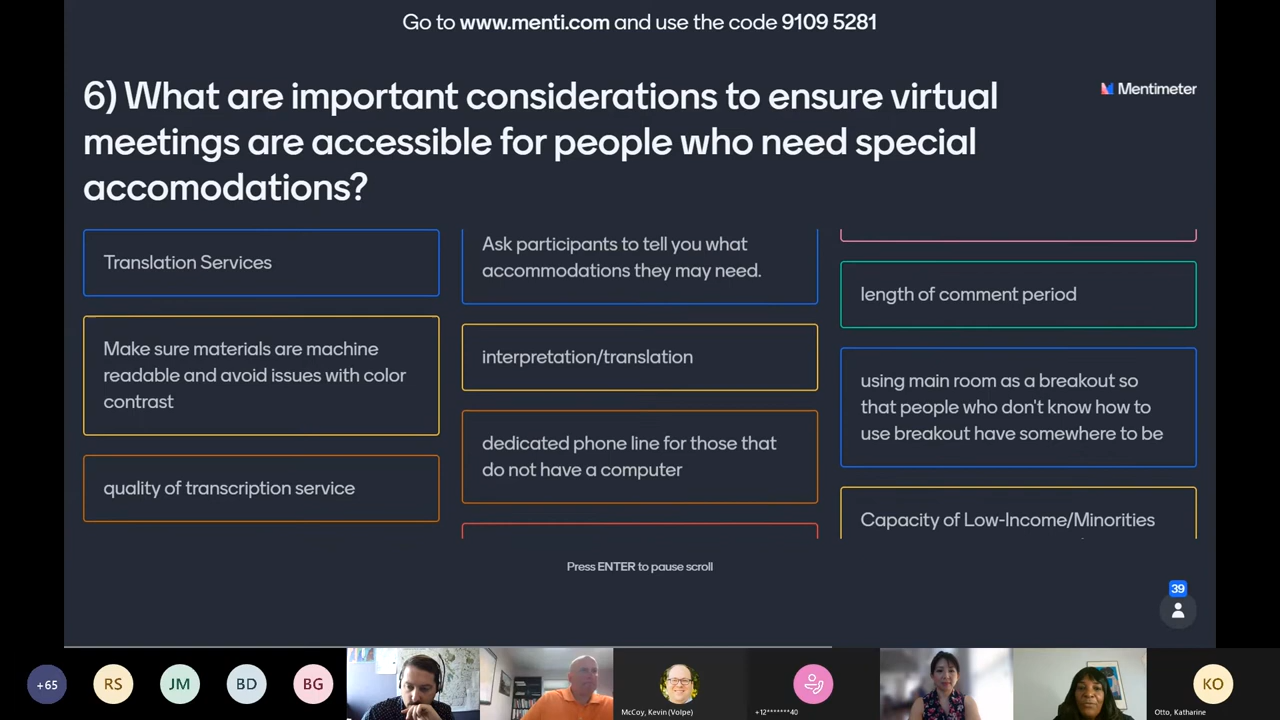 Go to www.menti.com and use the code 9109 5281
6) What are important considerations to ensure virtual
meetings are accessible for people who need special
accomodations?
Mentimeter
Translation Services
Make sure materials are machine
readable and avoid issues with color
contrast
quality of transcription service
Ask participants to tell you what
accommodations they may need.
interpretation/translation
dedicated phone line for those that
do not have a computer
length of comment period
using main room as a breakout so
that people who don't know how to
use breakout have somewhere to be
Capacity of Low-Income/Minorities
Press ENTER to pause scroll
39
+65
RS
JM
BD
BG
McCoy, Kevin (Volpe)
+12*******40
KO
Otto, Katharine